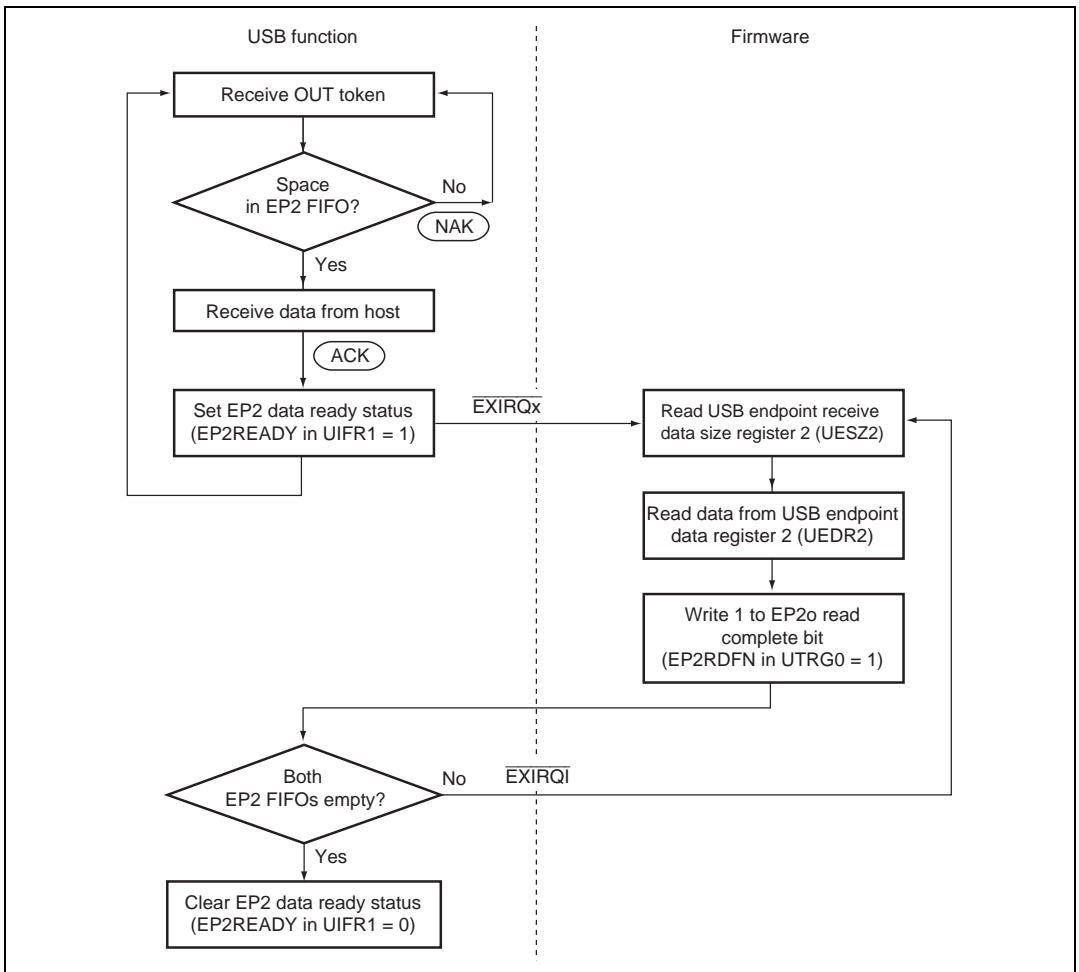 USB function
Firmware
Receive OUT token
Space
in EP2 FIFO?
No
NAK
Yes
Receive data from host
ACK
Set EP2 data ready status
(EP2READY in UIFR1 = 1)
EXIRQx
Read USB endpoint receive
data size register 2 (UESZ2)
Read data from USB endpoint
data register 2 (UEDR2)
Write 1 to EP2o read
complete bit
(EP2RDFN in UTRG0 = 1)
Both
EP2 FIFOs empty?
No
EXIRQI
Yes
Clear EP2 data ready status
(EP2READY in UIFR1 = 0)